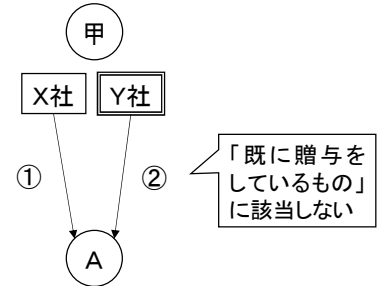 甲
X社 Y社
① ②
「既に贈与を
しているもの」
に該当しない
A